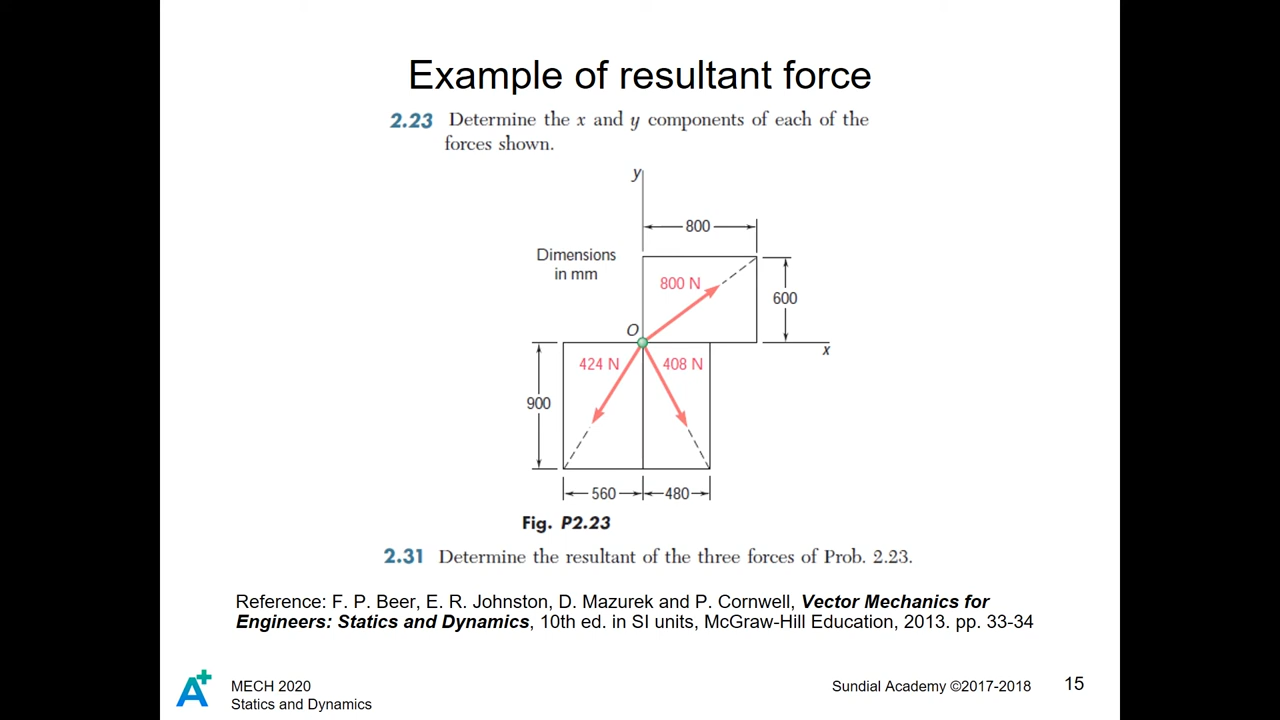 Example of resultant force
2.23 Determine the x and y components of each of the
forces shown.
y
800
Dimensions
in mm
800 N
600
O
x
424 N
408 N
900
560
480
Fig. P2.23
2.31 Determine the resultant of the three forces of Prob. 2.23.
Reference: F. P. Beer, E. R. Johnston, D. Mazurek and P. Cornwell, Vector Mechanics for
Engineers: Statics and Dynamics, 10th ed. in SI units, McGraw-Hill Education, 2013. pp. 33-34
A+
MECH 2020
Statics and Dynamics
Sundial Academy ©2017-2018
15